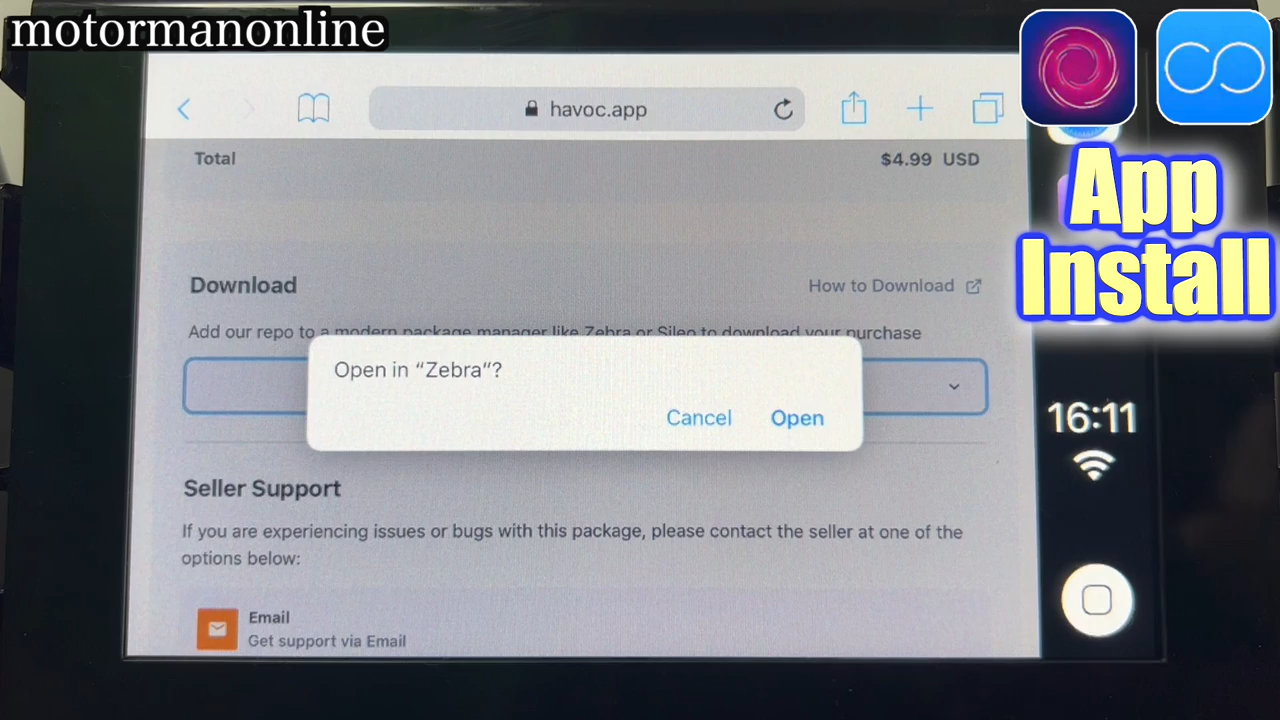 motormanonline
havoc.app
Total
$4.99 USD
App
Install
Download
How to Download
Add our repo to a modern package manager like Zebra or Sileo to download your purchase
Open in “Zebra”?
Cancel
Open
16:11
Seller Support
If you are experiencing issues or bugs with this package, please contact the seller at one of the
options below:
Email
Get support via Email